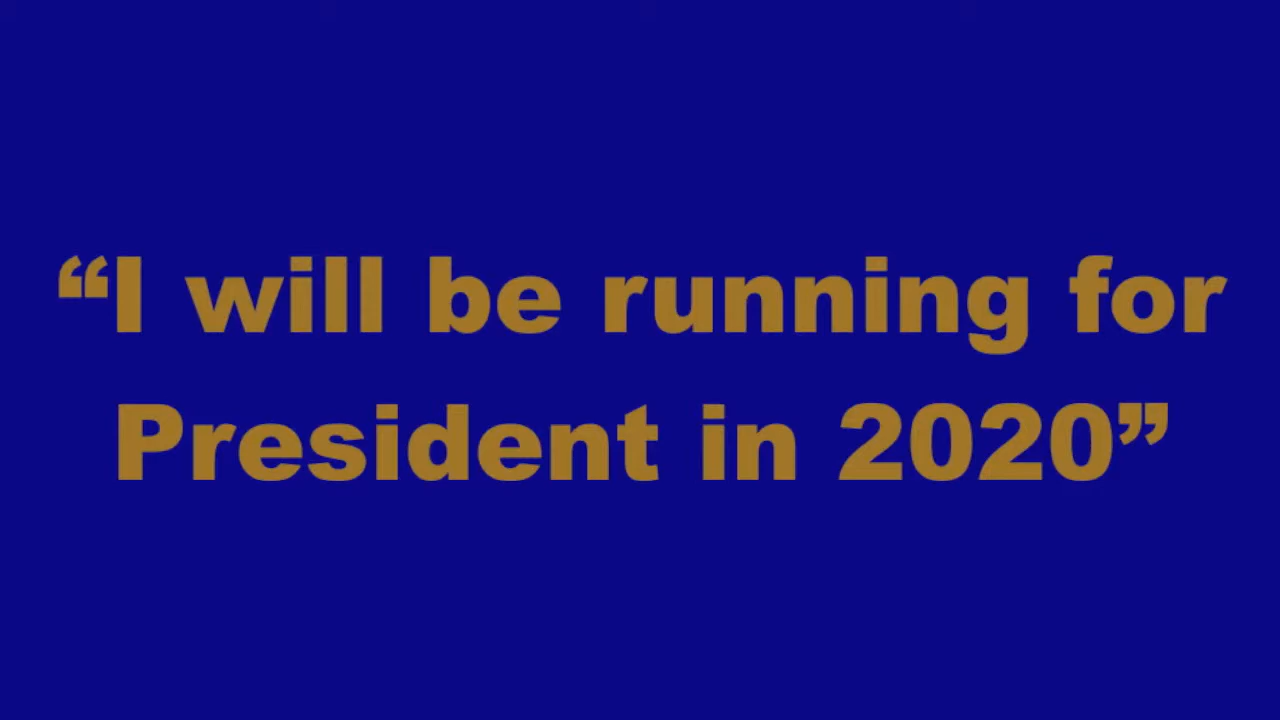 “I will be running for
President in 2020”